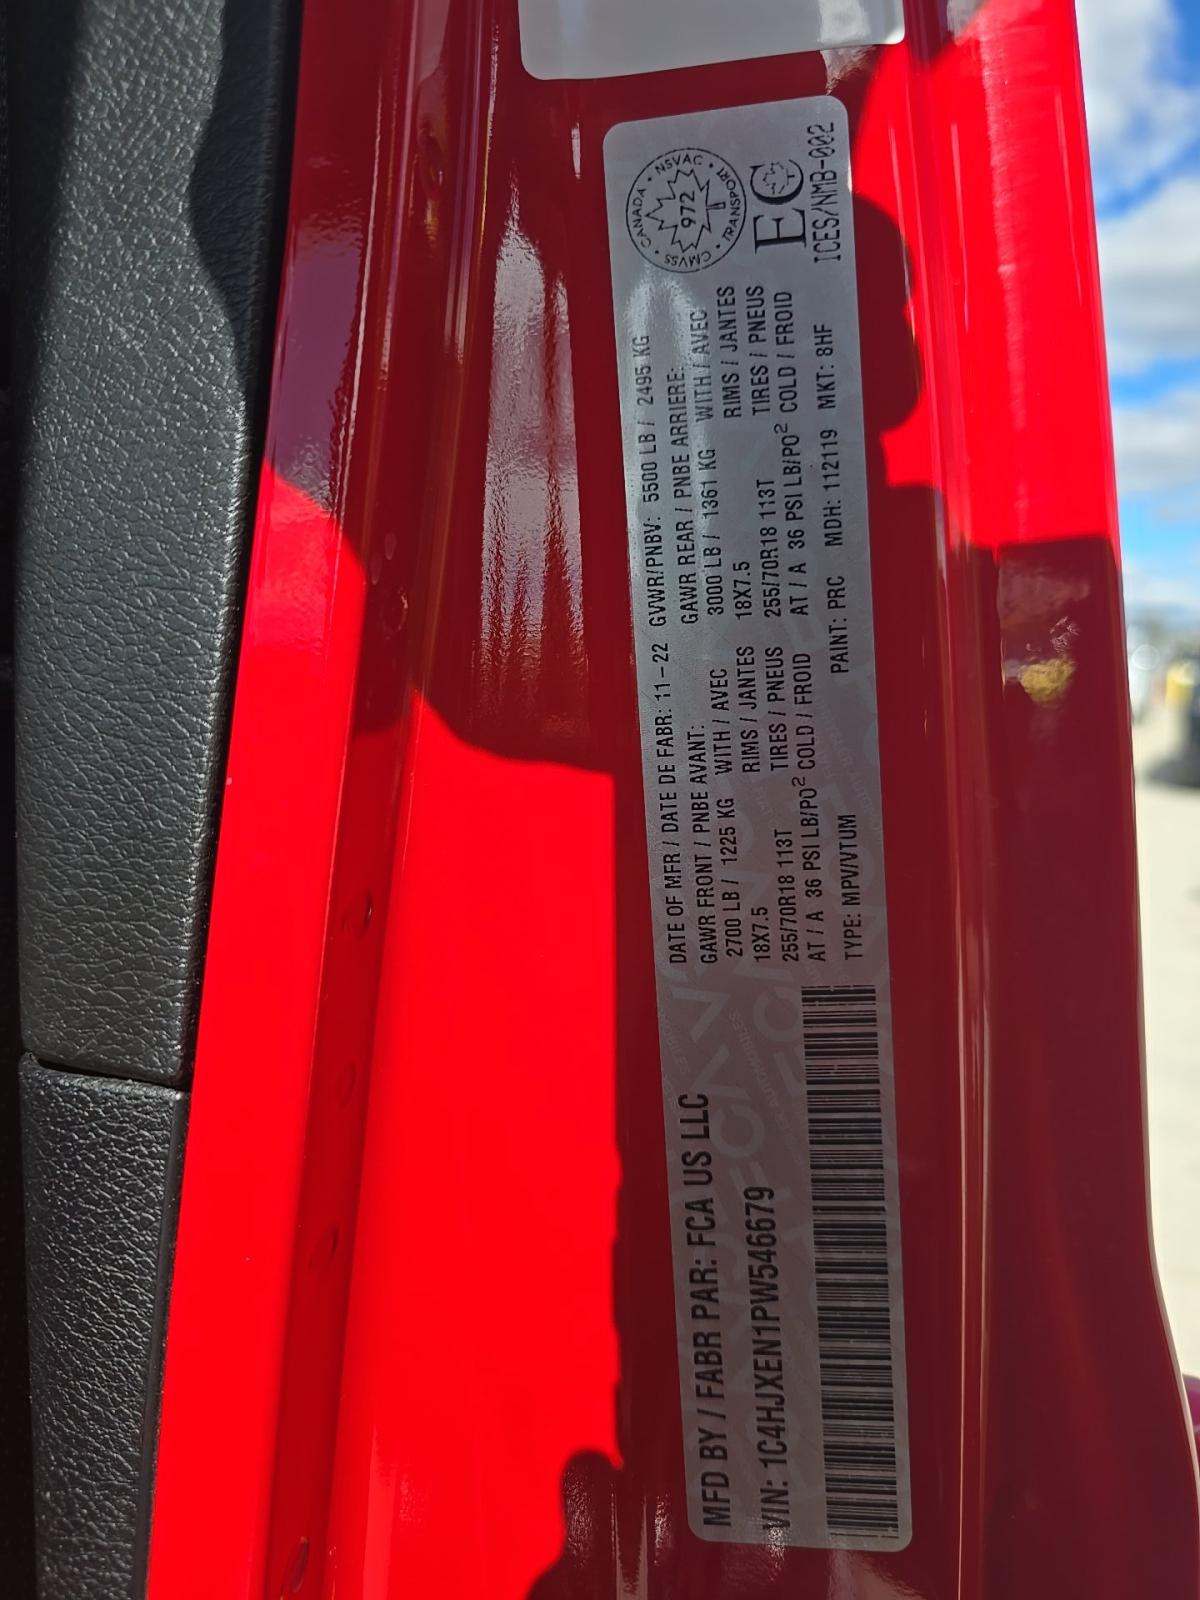 MFD BY / FABR PAR: FCA US LLC
VIN: 1C4HJXEN1PW546679
DATE OF MFR / DATE DE FABR: 11-22 GVWR/PNBV: 5500 LB / 2495 KG
GAWR FRONT / PNBE AVANT: GAWR REAR / PNBE ARRIERE:
2700 LB / 1225 KG WITH / AVEC 3000 LB / 1361 KG WITH / AVEC
18X7.5 RIMS / JANTES 18X7.5 RIMS / JANTES
255/70R18 113T TIRES / PNEUS 255/70R18 113T TIRES / PNEUS
AT / A 36 PSI LB/PO² COLD / FROID AT / A 36 PSI LB/PO² COLD / FROID
TYPE: MPV/VTUM PAINT: PRC MDH: 112119 MKT: 8HF
CANADA • NSVAC • TRANSPORT • CMVSS •
972
EC
ICES/NMB-002